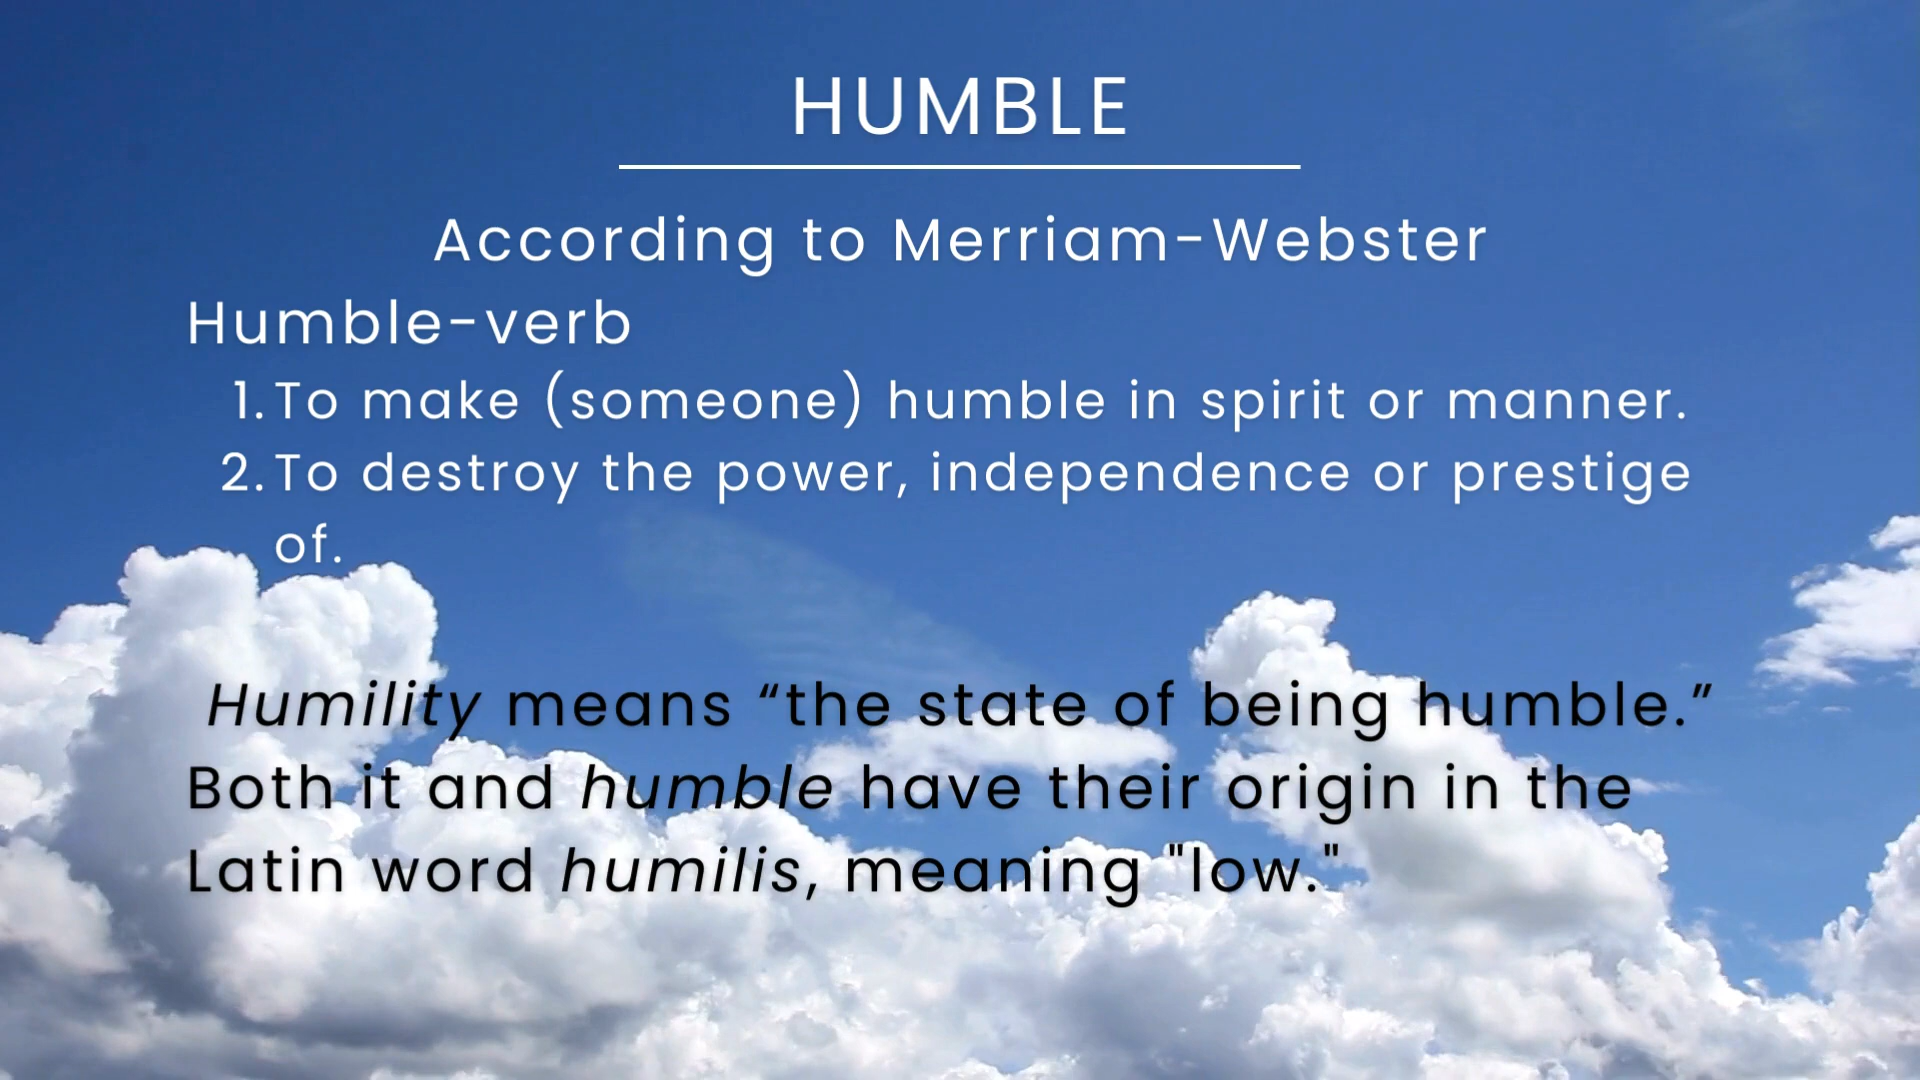 HUMBLE
According to Merriam-Webster
Humble-verb
1. To make (someone) humble in spirit or manner.
2. To destroy the power, independence or prestige
of.
Humility means “the state of being humble.”
Both it and humble have their origin in the
Latin word humilis, meaning "low."